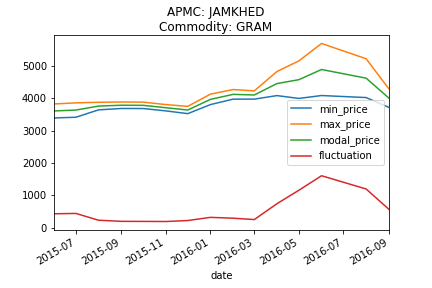 APMC: JAMKHED
Commodity: GRAM
5000
4000
3000
2000
1000
0
min_price
max_price
modal_price
fluctuation
2015-07
2015-09
2015-11
2016-01
2016-03
2016-05
2016-07
2016-09
date